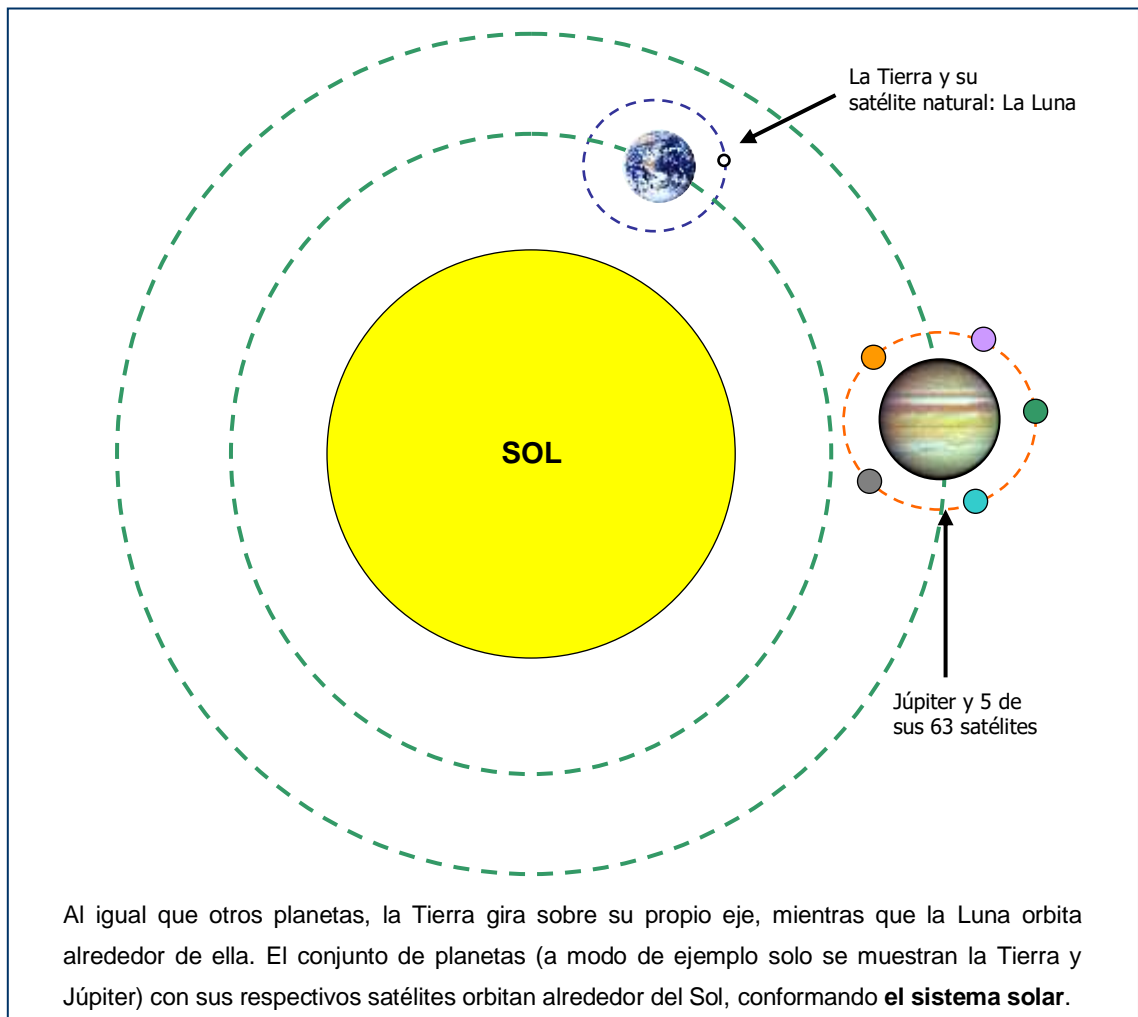 La Tierra y su
satélite natural: La Luna
SOL
Júpiter y 5 de
sus 63 satélites
Al igual que otros planetas, la Tierra gira sobre su propio eje, mientras que la Luna orbita
alrededor de ella. El conjunto de planetas (a modo de ejemplo solo se muestran la Tierra y
Júpiter) con sus respectivos satélites orbitan alrededor del Sol, conformando el sistema solar.